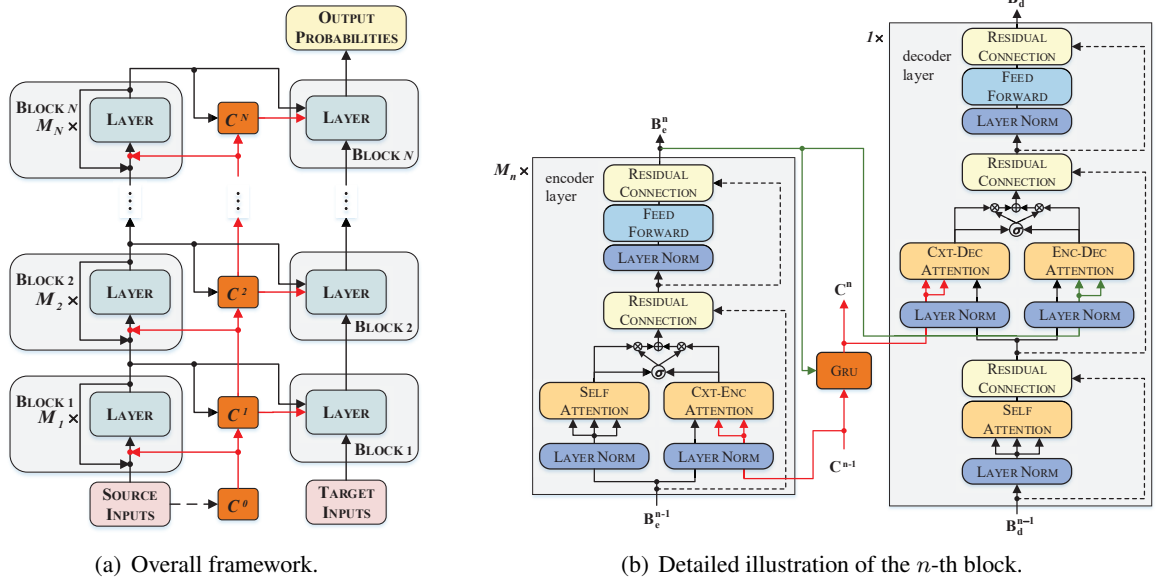 OUTPUT
PROBABILITIES
BLOCK N
M_N ×
LAYER
C^N
LAYER
BLOCK N
BLOCK 2
M_2 ×
LAYER
C^2
LAYER
BLOCK 2
BLOCK 1
M_1 ×
LAYER
C^1
LAYER
BLOCK 1
SOURCE
INPUTS
C^0
TARGET
INPUTS
(a) Overall framework.
B_e^n
M_n ×
encoder
layer
RESIDUAL
CONNECTION
FEED
FORWARD
LAYER NORM
RESIDUAL
CONNECTION
σ
SELF
ATTENTION
CXT-ENC
ATTENTION
LAYER NORM
LAYER NORM
B_e^{n-1}
C^n
GRU
C^{n-1}
B_d^n
1×
decoder
layer
RESIDUAL
CONNECTION
FEED
FORWARD
LAYER NORM
RESIDUAL
CONNECTION
σ
CXT-DEC
ATTENTION
ENC-DEC
ATTENTION
LAYER NORM
LAYER NORM
RESIDUAL
CONNECTION
SELF
ATTENTION
LAYER NORM
B_d^{n-1}
(b) Detailed illustration of the n-th block.